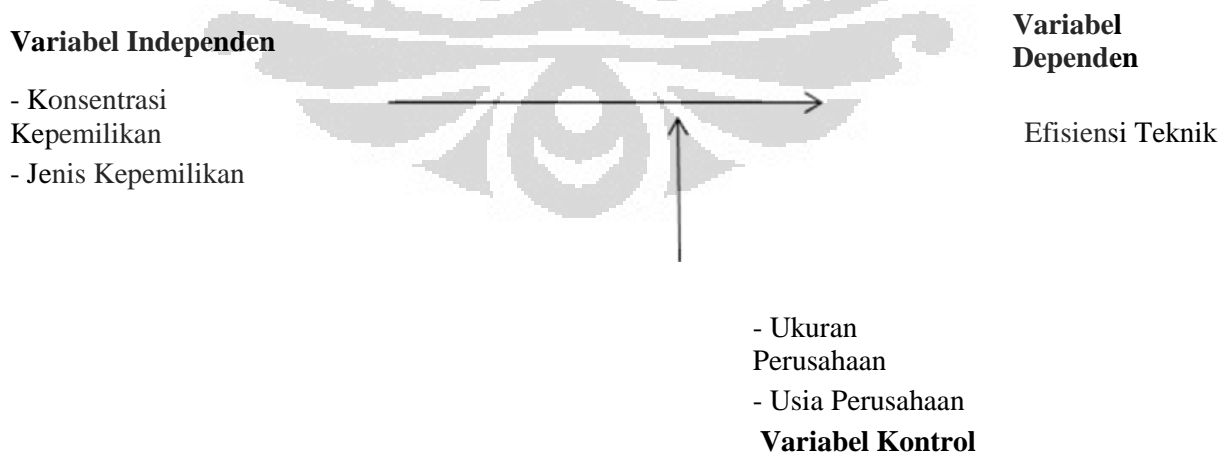 Variabel Independen
- Konsentrasi
Kepemilikan
- Jenis Kepemilikan
Variabel
Dependen
Efisiensi Teknik
- Ukuran
Perusahaan
- Usia Perusahaan
Variabel Kontrol